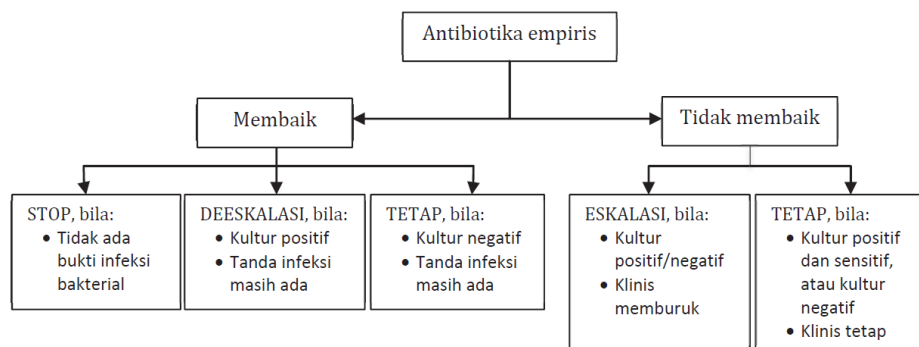 Antibiotika empiris
Membaik
Tidak membaik
STOP, bila:
• Tidak ada
bukti infeksi
bakterial
DEESKALASI, bila:
• Kultur positif
• Tanda infeksi
masih ada
TETAP, bila:
• Kultur negatif
• Tanda infeksi
masih ada
ESKALASI, bila:
• Kultur
positif/negatif
• Klinis
memburuk
TETAP, bila:
• Kultur positif
dan sensitif,
atau kultur
negatif
• Klinis tetap